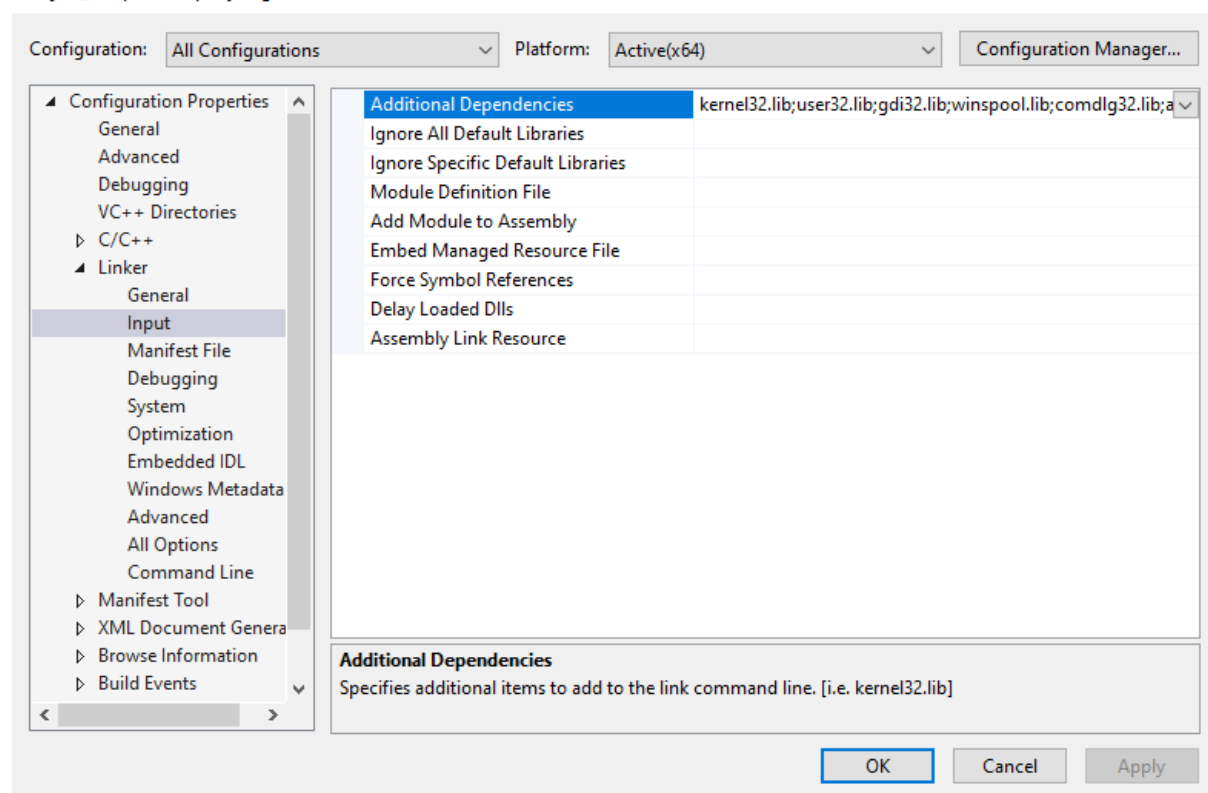 Configuration: All Configurations Platform: Active(x64) Configuration Manager...
Configuration Properties
General
Advanced
Debugging
VC++ Directories
C/C++
Linker
General
Input
Manifest File
Debugging
System
Optimization
Embedded IDL
Windows Metadata
Advanced
All Options
Command Line
Manifest Tool
XML Document Genera
Browse Information
Build Events
Additional Dependencies kernel32.lib;user32.lib;gdi32.lib;winspool.lib;comdlg32.lib;a
Ignore All Default Libraries
Ignore Specific Default Libraries
Module Definition File
Add Module to Assembly
Embed Managed Resource File
Force Symbol References
Delay Loaded Dlls
Assembly Link Resource
Additional Dependencies
Specifies additional items to add to the link command line. [i.e. kernel32.lib]
OK Cancel Apply